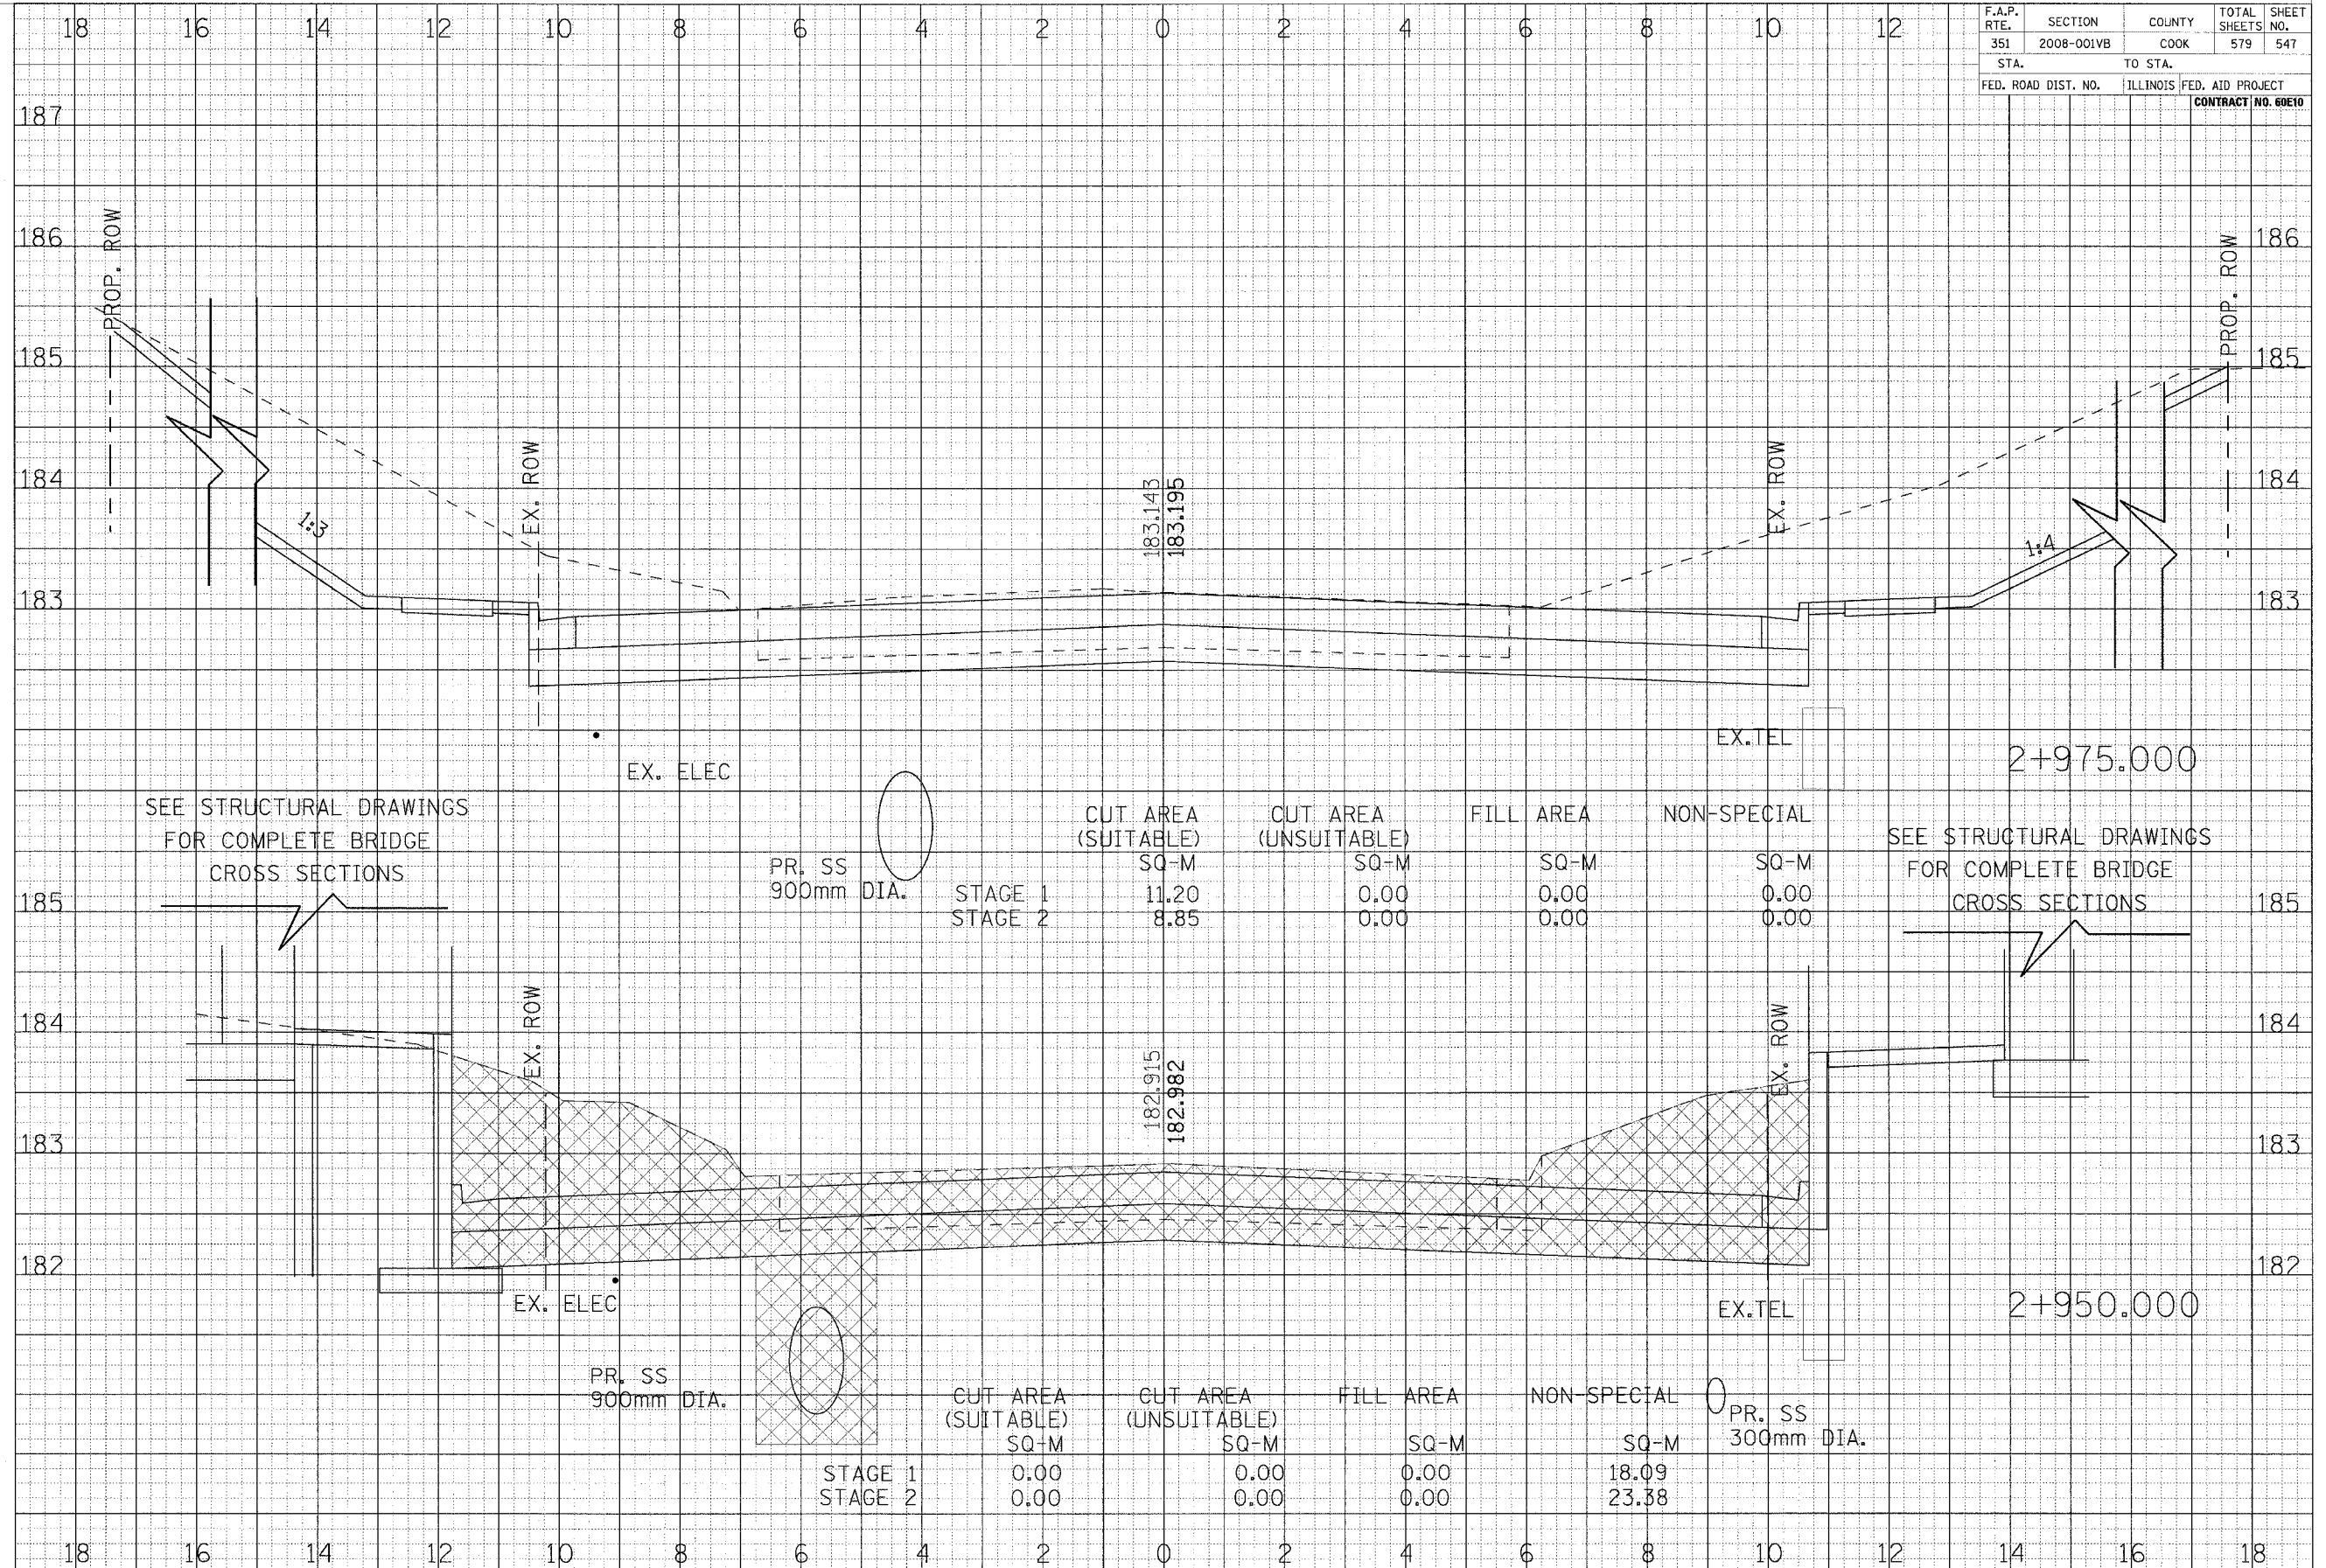 18 16 14 12 10 8 6 4 2 0 2 4 6 8 10 12
F.A.P. RTE. SECTION COUNTY TOTAL SHEETS SHEET NO.
351 2008-001VB COOK 579 547
STA. TO STA.
FED. ROAD DIST. NO. ILLINOIS FED. AID PROJECT
CONTRACT NO. 60E10
187
186 186
PROP. ROW
PROP. ROW
185 185
EX. ROW
EX. ROW
184 184
183.143
183.195
1:3
1:4
183 183
EX. ELEC
EX.TEL
2+975.000
SEE STRUCTURAL DRAWINGS
FOR COMPLETE BRIDGE
CROSS SECTIONS
PR. SS
900mm DIA.
CUT AREA CUT AREA FILL AREA NON-SPECIAL
(SUITABLE) (UNSUITABLE)
SQ-M SQ-M SQ-M SQ-M
STAGE 1 11.20 0.00 0.00 0.00
STAGE 2 8.85 0.00 0.00 0.00
SEE STRUCTURAL DRAWINGS
FOR COMPLETE BRIDGE
CROSS SECTIONS
185 185
EX. ROW
EX. ROW
184 184
182.915
182.982
183 183
182 182
EX. ELEC
EX.TEL
2+950.000
PR. SS
900mm DIA.
CUT AREA CUT AREA FILL AREA NON-SPECIAL
(SUITABLE) (UNSUITABLE)
SQ-M SQ-M SQ-M SQ-M
STAGE 1 0.00 0.00 0.00 18.09
STAGE 2 0.00 0.00 0.00 23.38
PR. SS
300mm DIA.
18 16 14 12 10 8 6 4 2 0 2 4 6 8 10 12 14 16 18